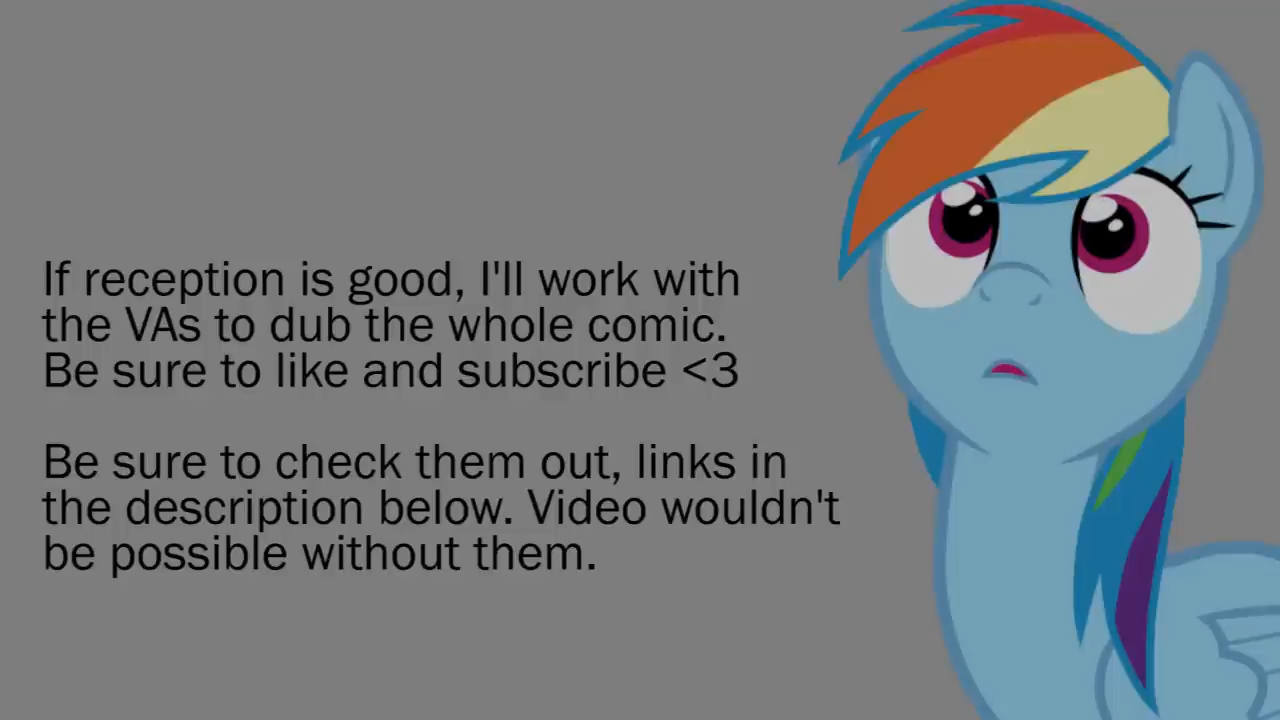 If reception is good, I'll work with
the VAs to dub the whole comic.
Be sure to like and subscribe <3
Be sure to check them out, links in
the description below. Video wouldn't
be possible without them.